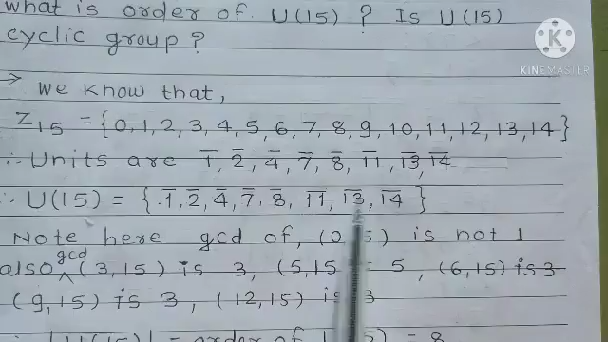 what is order of. U(15) ? Is U(15)
cyclic group?
KINEMASTER
→ We know that,
Z15 = {0, 1, 2, 3, 4, 5, 6, 7, 8, 9, 10, 11, 12, 13, 14}
∴ Units are 1̅, 2̅, 4̅, 7̅, 8̅, 1̅1̅, 1̅3̅, 1̅4̅
∴ U(15) = {1̅, 2̅, 4̅, 7̅, 8̅, 1̅1̅, 1̅3̅, 1̅4̅}
Note here gcd of, is not 1
also gcd (3,15) is 3, (5,15 5, (6,15) is 3
(9,15) is 3, (12,15) is 3
= order of = 8